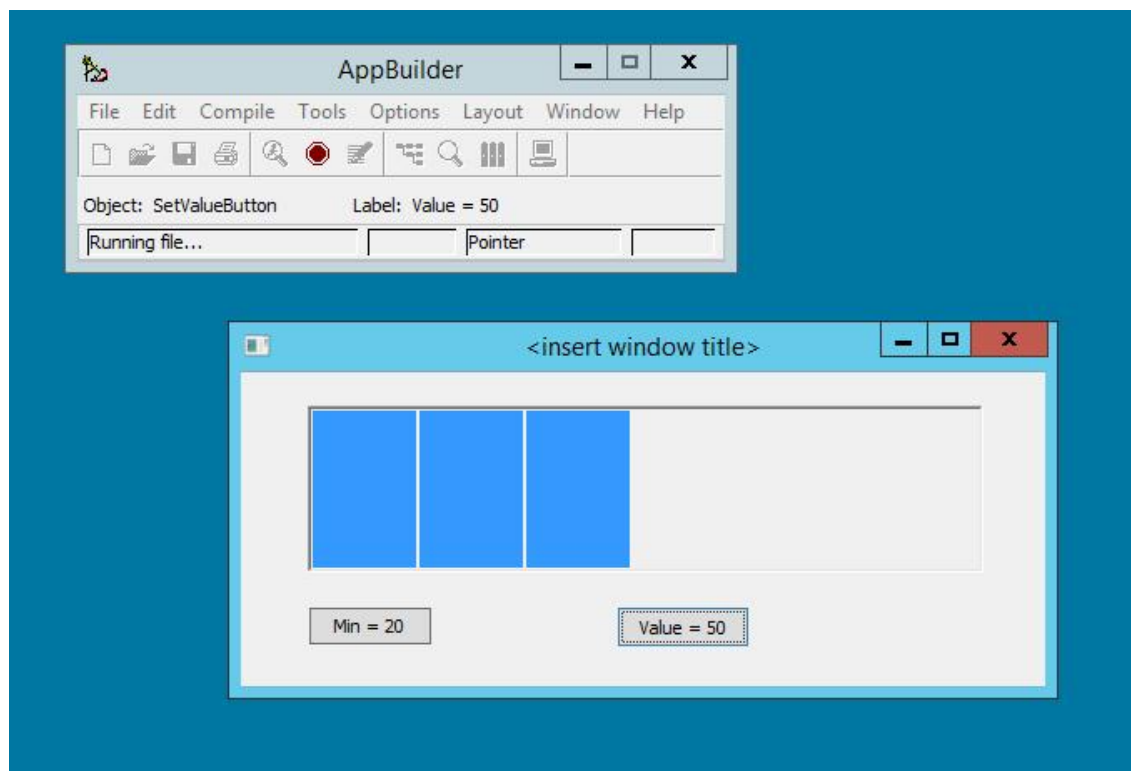 AppBuilder
File Edit Compile Tools Options Layout Window Help
Object: SetValueButton Label: Value = 50
Running file... Pointer
<insert window title>
Min = 20 Value = 50